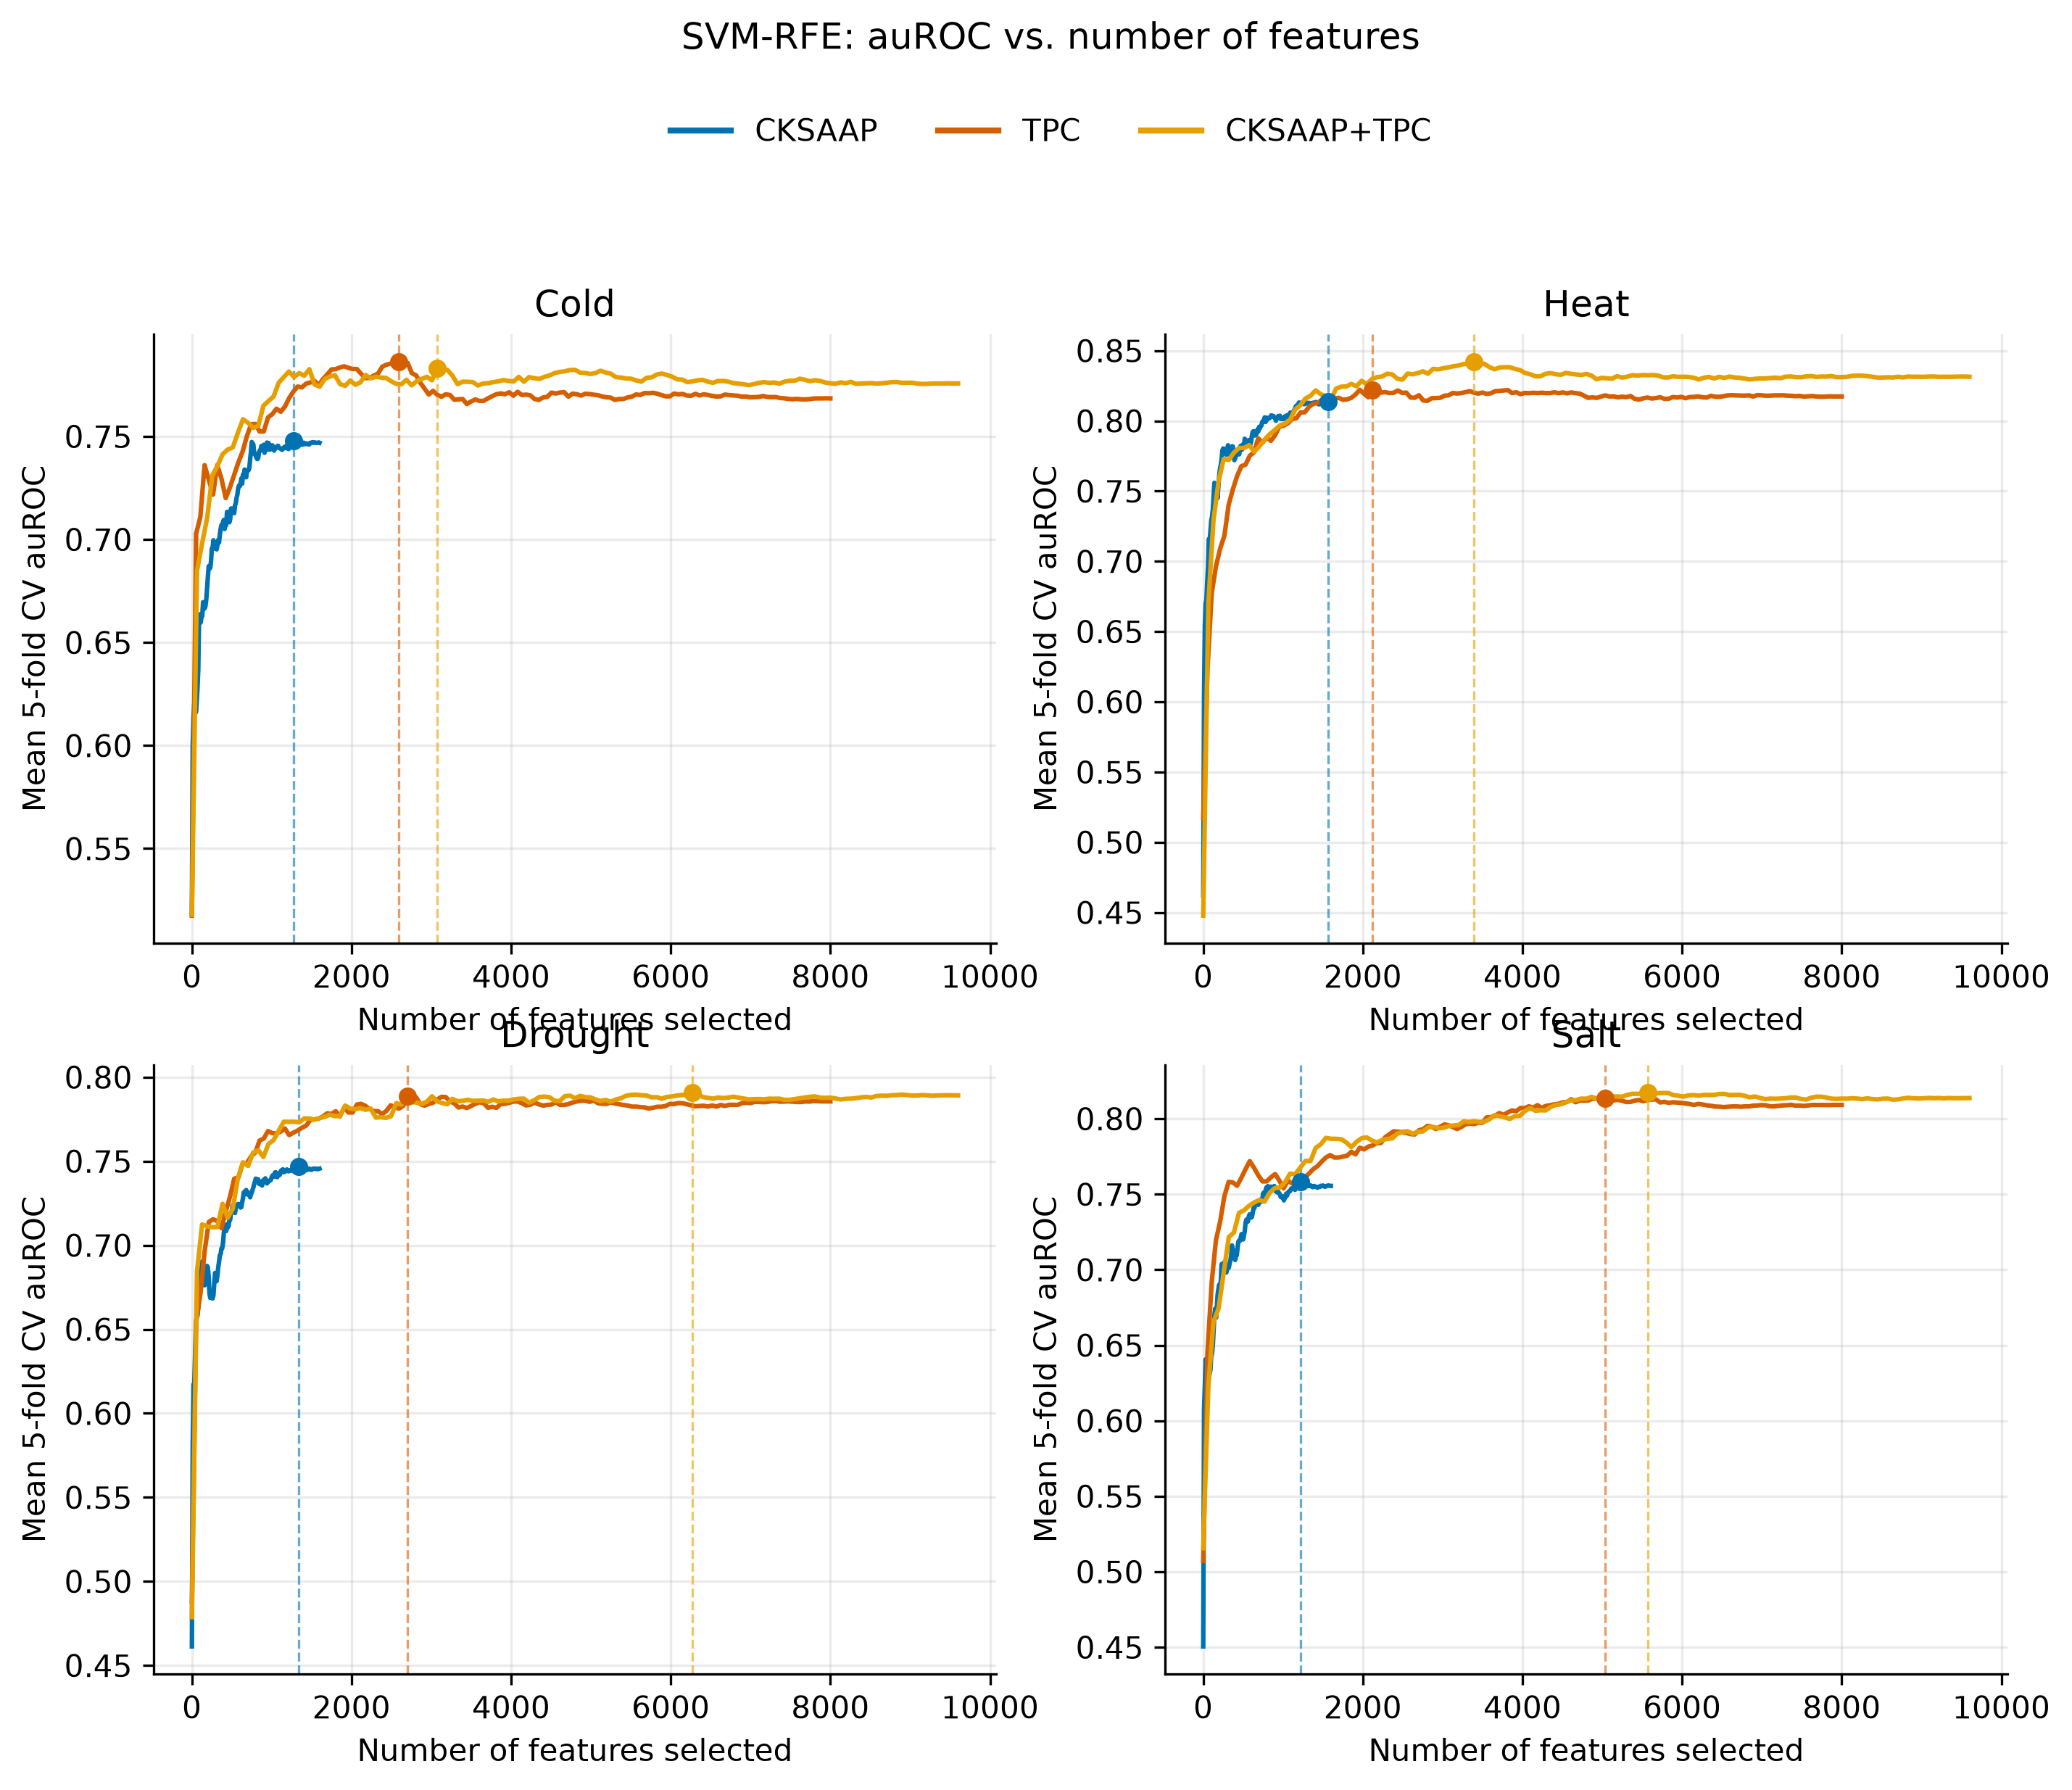 SVM-RFE: auROC vs. number of features
CKSAAP TPC CKSAAP+TPC
Cold
Mean 5-fold CV auROC
0.75
0.70
0.65
0.60
0.55
0 2000 4000 6000 8000 10000
Number of features selected
Heat
Mean 5-fold CV auROC
0.85
0.80
0.75
0.70
0.65
0.60
0.55
0.50
0.45
0 2000 4000 6000 8000 10000
Number of features selected
Drought
Mean 5-fold CV auROC
0.80
0.75
0.70
0.65
0.60
0.55
0.50
0.45
0 2000 4000 6000 8000 10000
Number of features selected
Salt
Mean 5-fold CV auROC
0.80
0.75
0.70
0.65
0.60
0.55
0.50
0.45
0 2000 4000 6000 8000 10000
Number of features selected